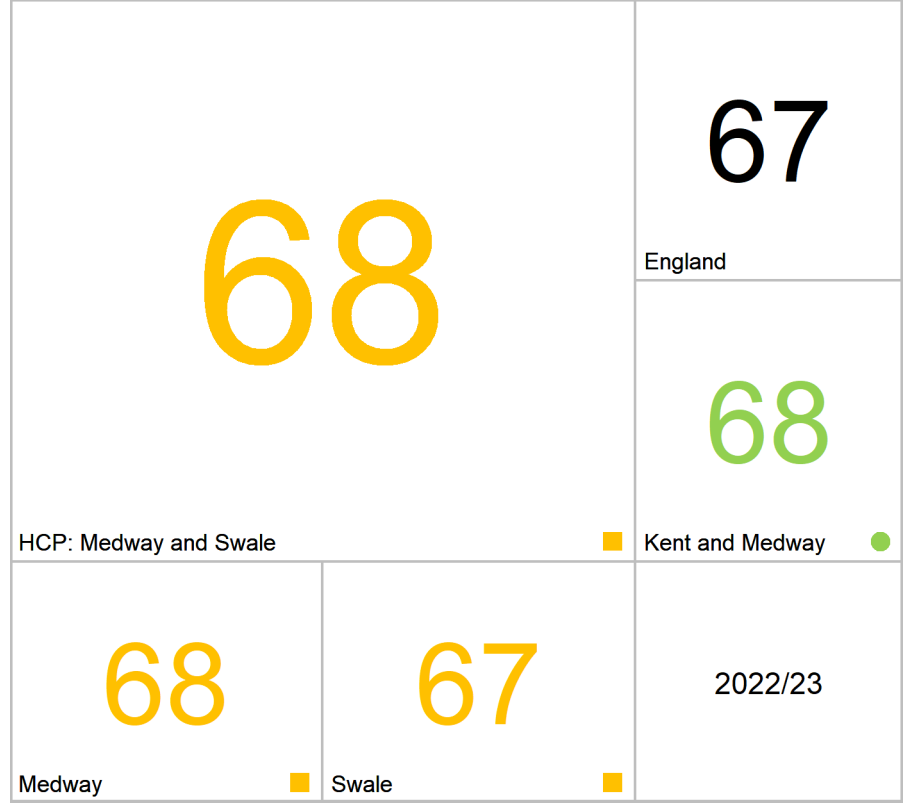 68
HCP: Medway and Swale
67
England
68
Kent and Medway
68
Medway
67
Swale
2022/23